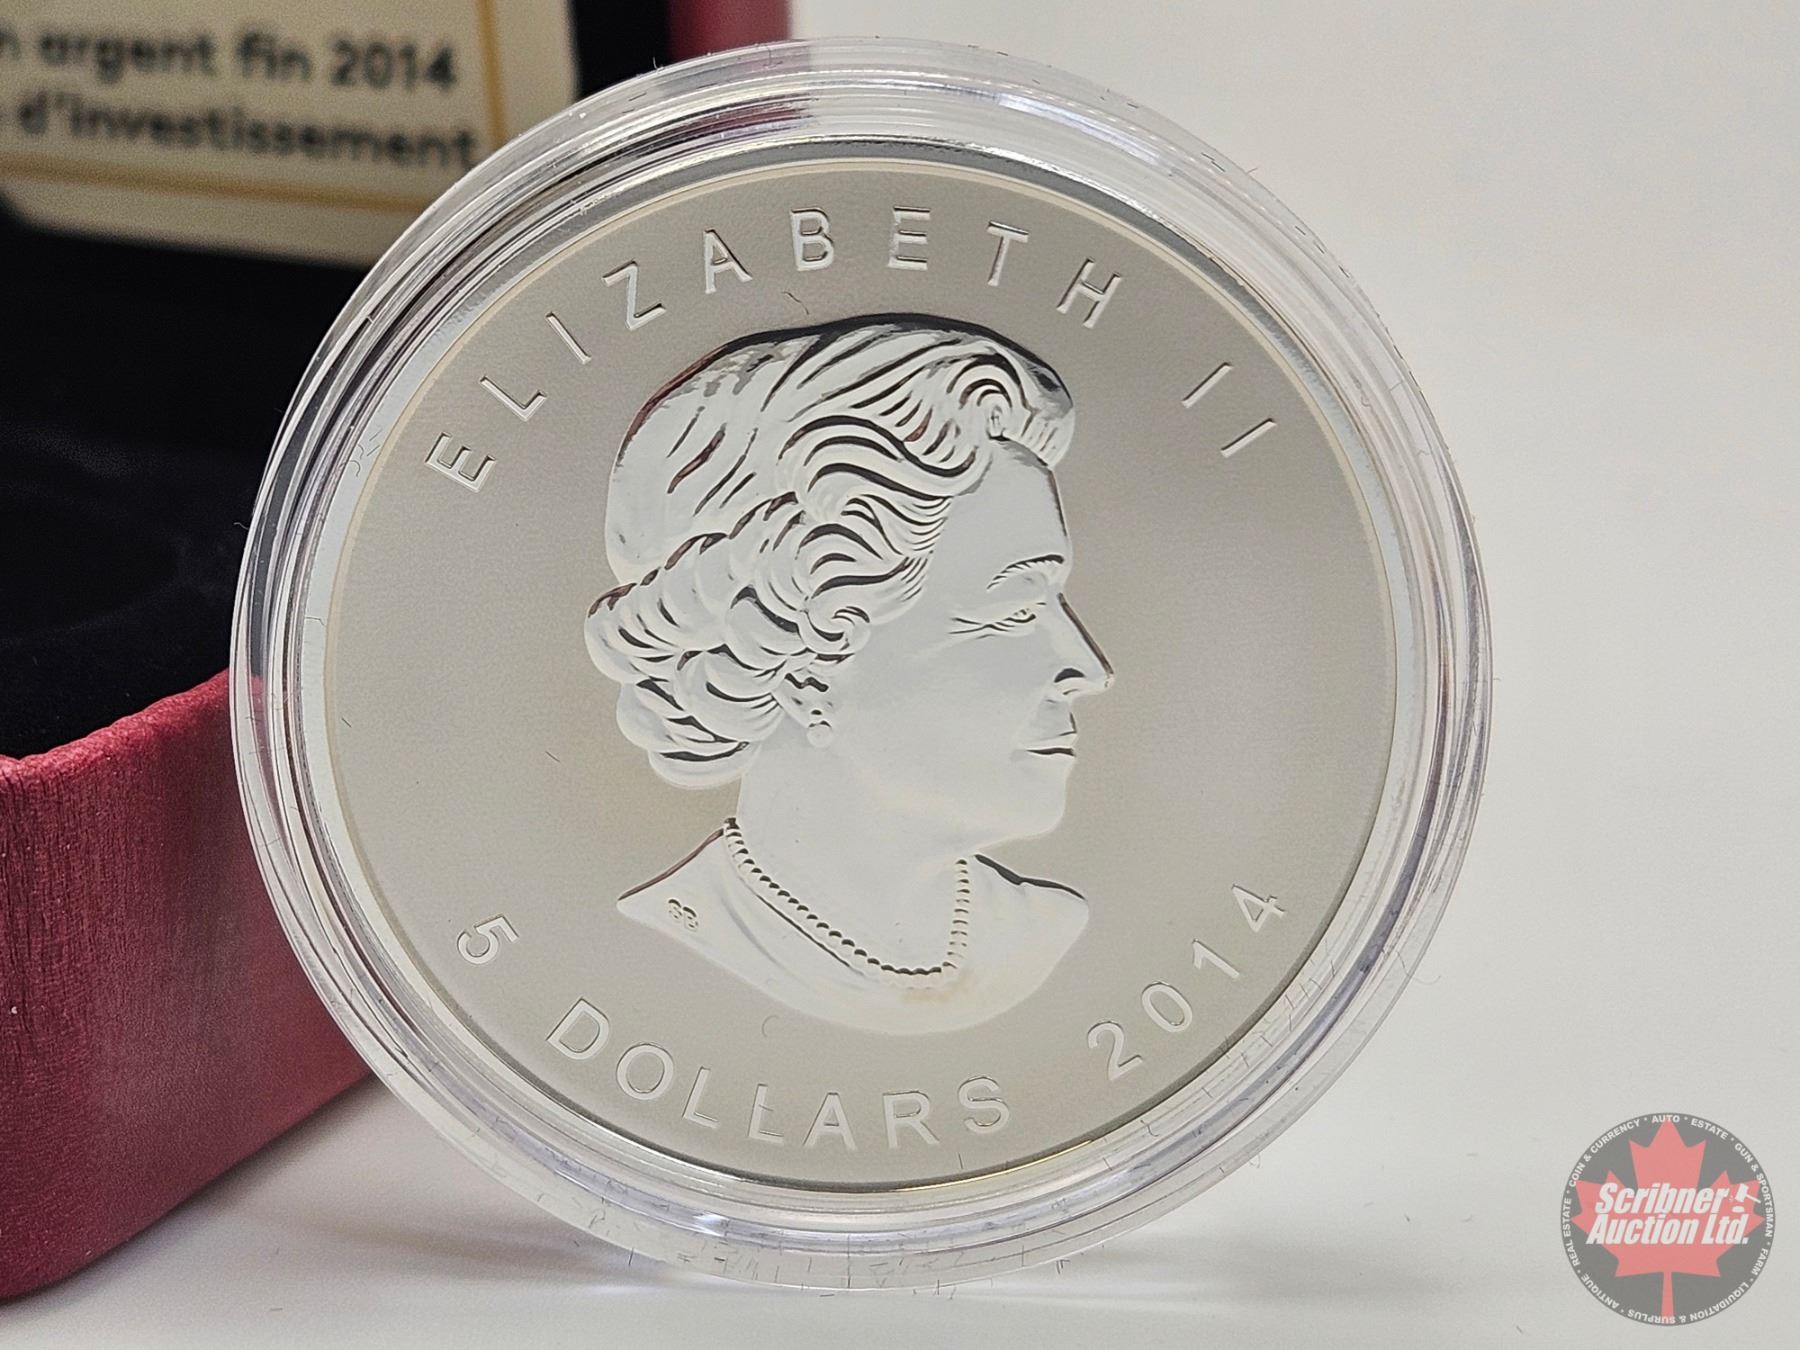 argent fin 2014
d'investissement
ELIZABETH II
5 DOLLARS 2014
Scribner
Auction Ltd.
COIN & CURRENCY · AUTO · ESTATE · GUN & SPORTSMAN · FARM · LIQUIDATION & SURPLUS · ANTIQUE · REAL ESTATE ·